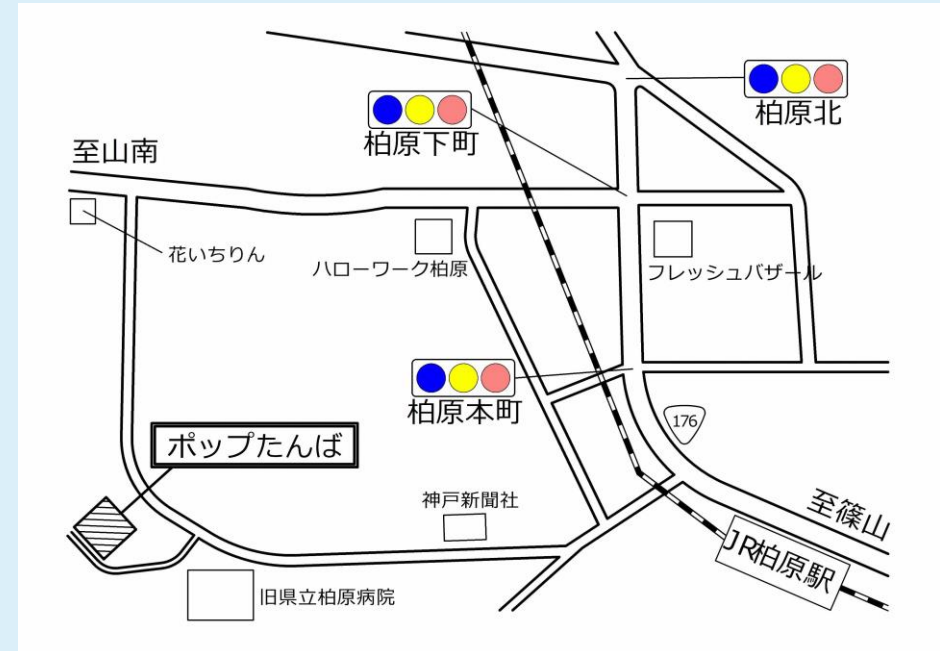 柏原北
柏原下町
至山南
花いちりん
ハローワーク柏原
フレッシュバザール
柏原本町
176
ポップたんば
神戸新聞社
至篠山
JR柏原駅
旧県立柏原病院